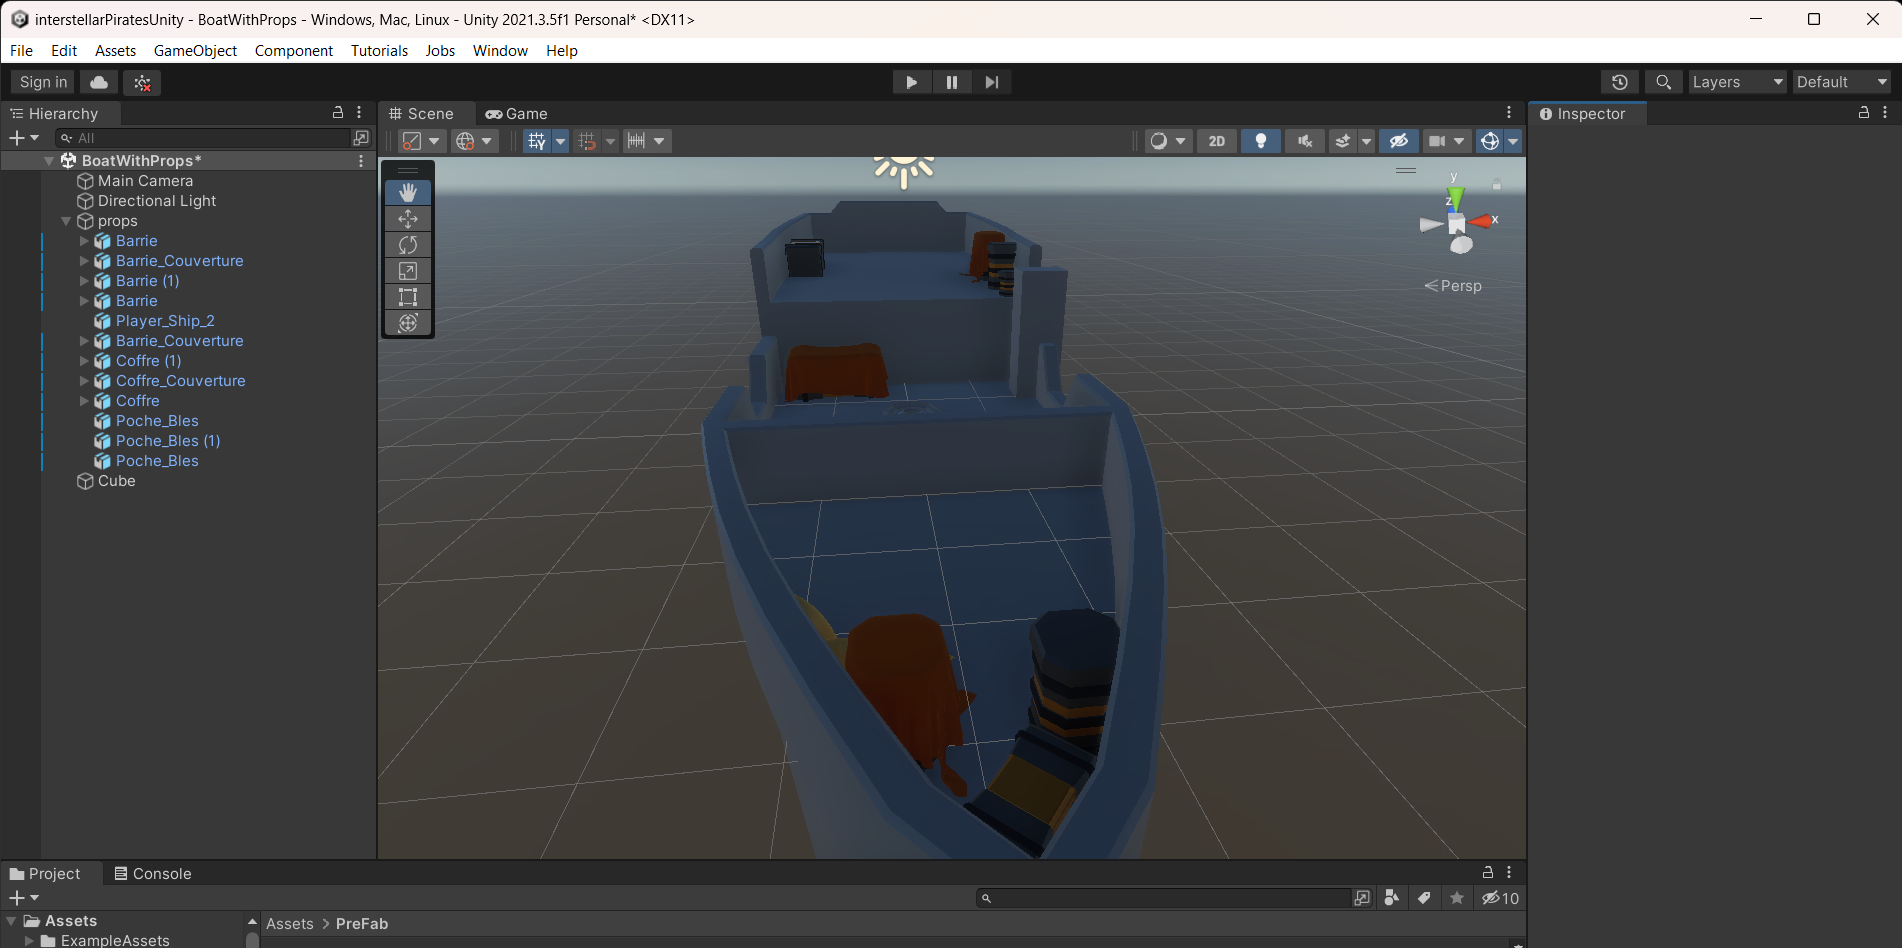 interstellarPiratesUnity - BoatWithProps - Windows, Mac, Linux - Unity 2021.3.5f1 Personal* <DX11>
File Edit Assets GameObject Component Tutorials Jobs Window Help
Sign in Layers Default
Hierarchy
All
BoatWithProps*
Main Camera
Directional Light
props
Barrie
Barrie_Couverture
Barrie (1)
Barrie
Player_Ship_2
Barrie_Couverture
Coffre (1)
Coffre_Couverture
Coffre
Poche_Bles
Poche_Bles (1)
Poche_Bles
Cube
Scene Game
2D
y
z
x
Persp
Inspector
Project Console
10
Assets
ExampleAssets
Assets > PreFab